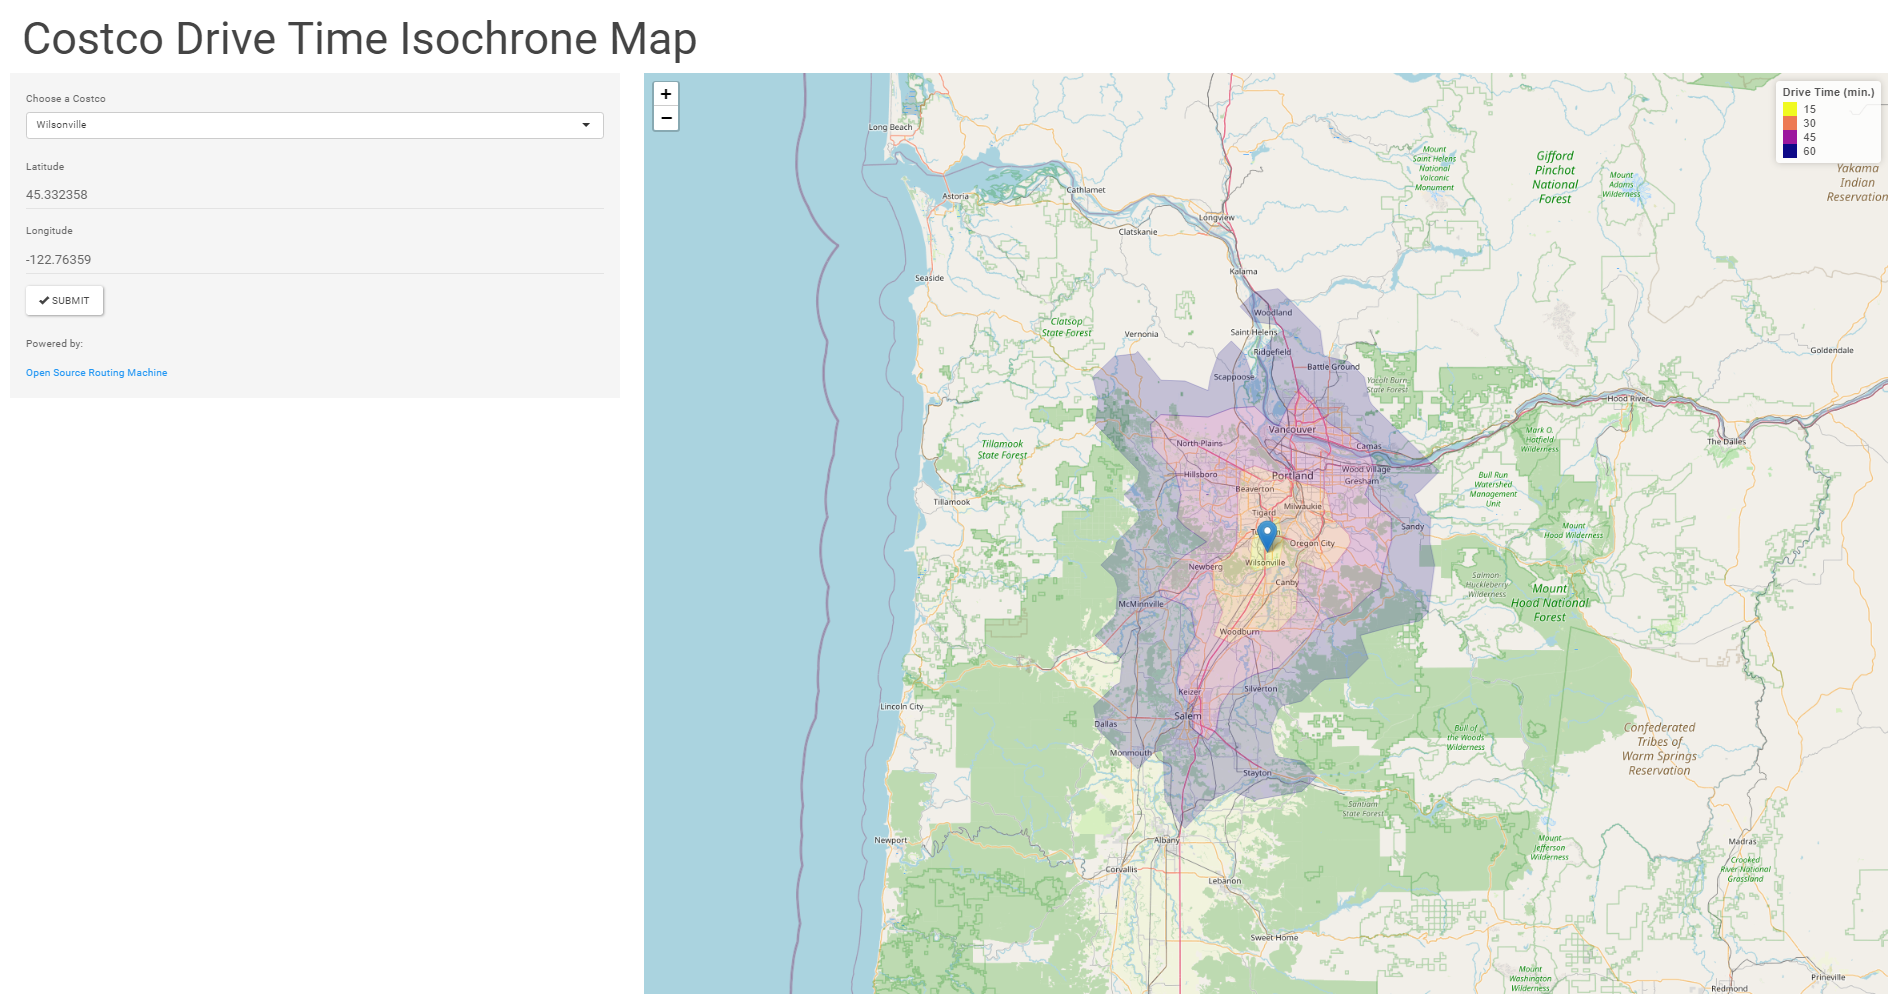 Costco Drive Time Isochrone Map
Choose a Costco
Wilsonville
Latitude
45.332358
Longitude
-122.76359
SUBMIT
Powered by:
Open Source Routing Machine
+
−
Drive Time (min.)
15
30
45
60
Long Beach
Astoria
Cathlamet
Longview
Clatskanie
Kalama
Seaside
Mount
Saint Helens
National
Volcanic
Monument
Gifford
Pinchot
National
Forest
Mount
Adams
Wilderness
Yakama
Indian
Reservation
Clatsop
State Forest
Vernonia
Woodland
Saint Helens
Ridgefield
Battle Ground
Scappoose
Yacolt Burn
State Forest
Goldendale
Hood River
The Dalles
Tillamook
State Forest
North Plains
Vancouver
Camas
Mark O.
Hatfield
Wilderness
Hillsboro
Portland
Wood Village
Gresham
Beaverton
Bull Run
Watershed
Management
Unit
Tillamook
Milwaukie
Tigard
Sandy
Mount
Hood Wilderness
Oregon City
Newberg
Wilsonville
Canby
Salmon
Huckleberry
Wilderness
Mount
Hood National
Forest
McMinnville
Woodburn
Keizer
Silverton
Lincoln City
Salem
Dallas
Monmouth
Bull of
the Woods
Wilderness
Confederated
Tribes of
Warm Springs
Reservation
Stayton
Santiam
State Forest
Newport
Albany
Mount
Jefferson
Wilderness
Madras
Crooked
River National
Grassland
Corvallis
Lebanon
Sweet Home
Mount
Washington
Wilderness
Prineville
Redmond